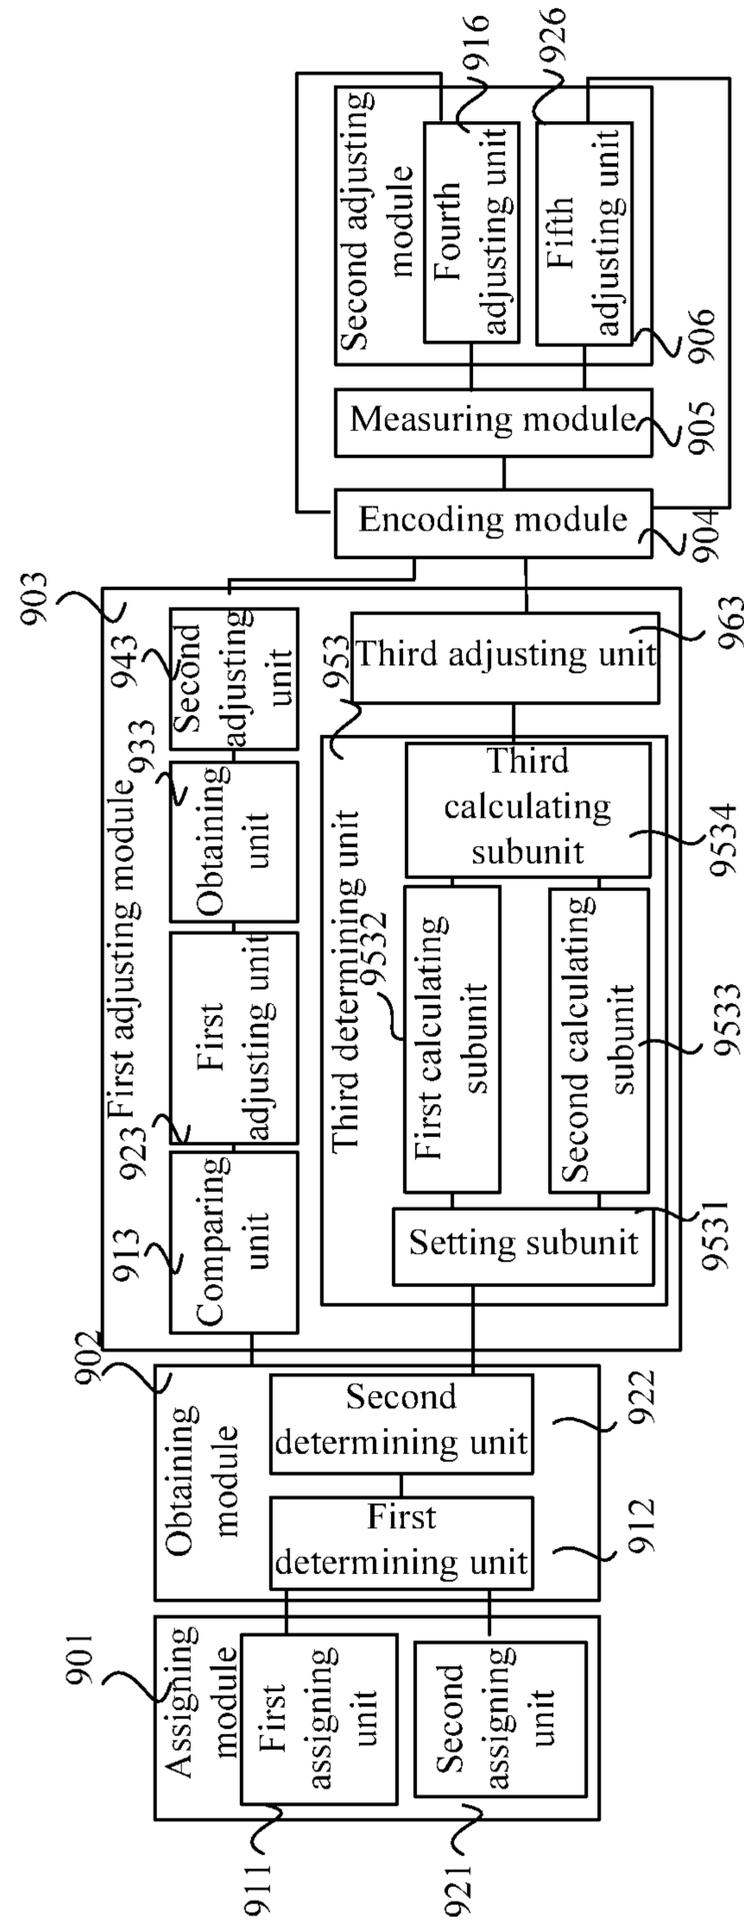 901
Assigning
module
First
assigning
unit
911
Second
assigning
unit
921
902
Obtaining
module
First
determining unit
912
Second
determining unit
922
903
First adjusting module
913
Comparing
unit
923
First
adjusting unit
933
Obtaining
unit
943
Second
adjusting
unit
953
Third determining unit
Setting subunit
9531
9532
First calculating
subunit
Second calculating
subunit
9533
Third
calculating
subunit
9534
Third adjusting unit
963
Encoding module
904
Measuring module
905
Second adjusting
module
906
Fourth
adjusting unit
916
Fifth
adjusting unit
926